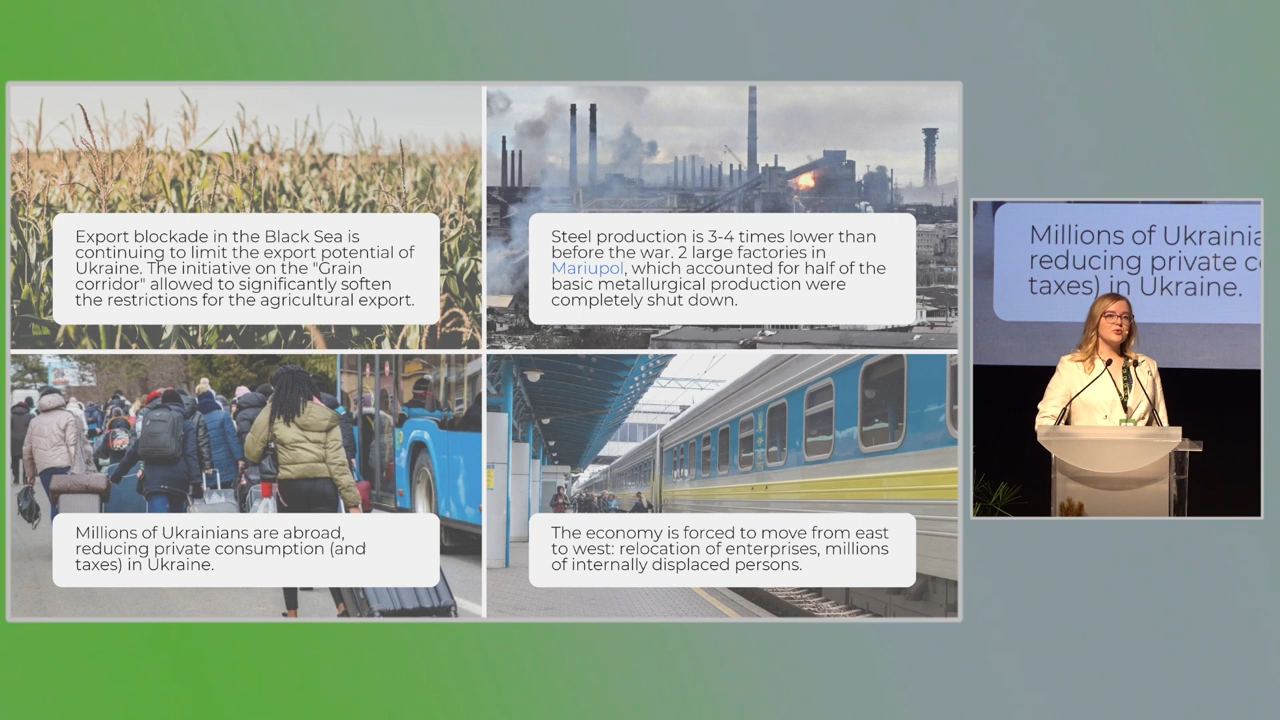 Export blockade in the Black Sea is
continuing to limit the export potential of
Ukraine. The initiative on the "Grain
corridor" allowed to significantly soften
the restrictions for the agricultural export.
Steel production is 3-4 times lower than
before the war. 2 large factories in
Mariupol, which accounted for half of the
basic metallurgical production were
completely shut down.
Millions of Ukrainians are abroad,
reducing private consumption (and
taxes) in Ukraine.
The economy is forced to move from east
to west: relocation of enterprises, millions
of internally displaced persons.
Millions of Ukrainia
reducing private c
taxes) in Ukraine.